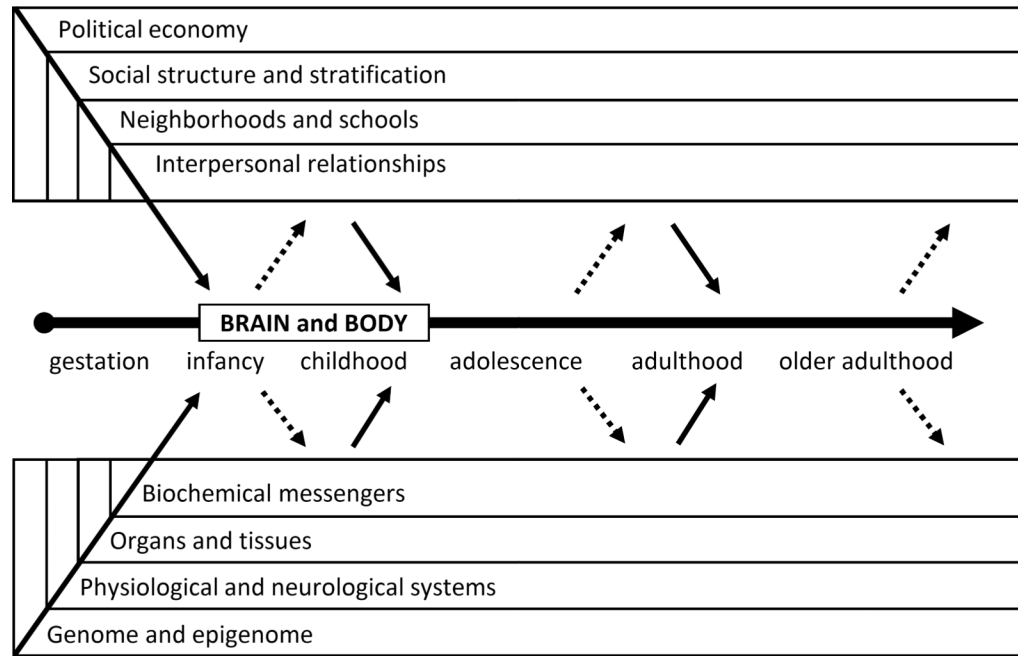 Political economy
Social structure and stratification
Neighborhoods and schools
Interpersonal relationships
BRAIN and BODY
gestation infancy childhood adolescence adulthood older adulthood
Biochemical messengers
Organs and tissues
Physiological and neurological systems
Genome and epigenome